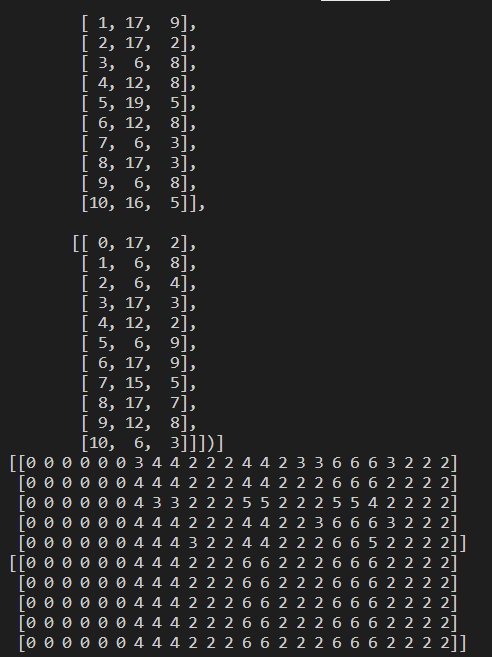 [ 1, 17,  9],
[ 2, 17,  2],
[ 3,  6,  8],
[ 4, 12,  8],
[ 5, 19,  5],
[ 6, 12,  8],
[ 7,  6,  3],
[ 8, 17,  3],
[ 9,  6,  8],
[10, 16,  5]],
[[ 0, 17,  2],
[ 1,  6,  8],
[ 2,  6,  4],
[ 3, 17,  3],
[ 4, 12,  2],
[ 5,  6,  9],
[ 6, 17,  9],
[ 7, 15,  5],
[ 8, 17,  7],
[ 9, 12,  8],
[10,  6,  3]]])]
[[0 0 0 0 0 0 3 4 4 2 2 2 4 4 2 3 3 6 6 6 3 2 2 2]
[0 0 0 0 0 0 4 4 4 2 2 2 4 4 2 2 2 6 6 6 2 2 2 2]
[0 0 0 0 0 0 4 3 3 2 2 2 5 5 2 2 2 5 5 4 2 2 2 2]
[0 0 0 0 0 0 4 4 4 2 2 2 4 4 2 2 3 6 6 6 3 2 2 2]
[0 0 0 0 0 0 4 4 4 3 2 2 4 4 2 2 2 6 6 5 2 2 2 2]]
[[0 0 0 0 0 0 4 4 4 2 2 2 6 6 2 2 2 6 6 6 2 2 2 2]
[0 0 0 0 0 0 4 4 4 2 2 2 6 6 2 2 2 6 6 6 2 2 2 2]
[0 0 0 0 0 0 4 4 4 2 2 2 6 6 2 2 2 6 6 6 2 2 2 2]
[0 0 0 0 0 0 4 4 4 2 2 2 6 6 2 2 2 6 6 6 2 2 2 2]
[0 0 0 0 0 0 4 4 4 2 2 2 6 6 2 2 2 6 6 6 2 2 2 2]]